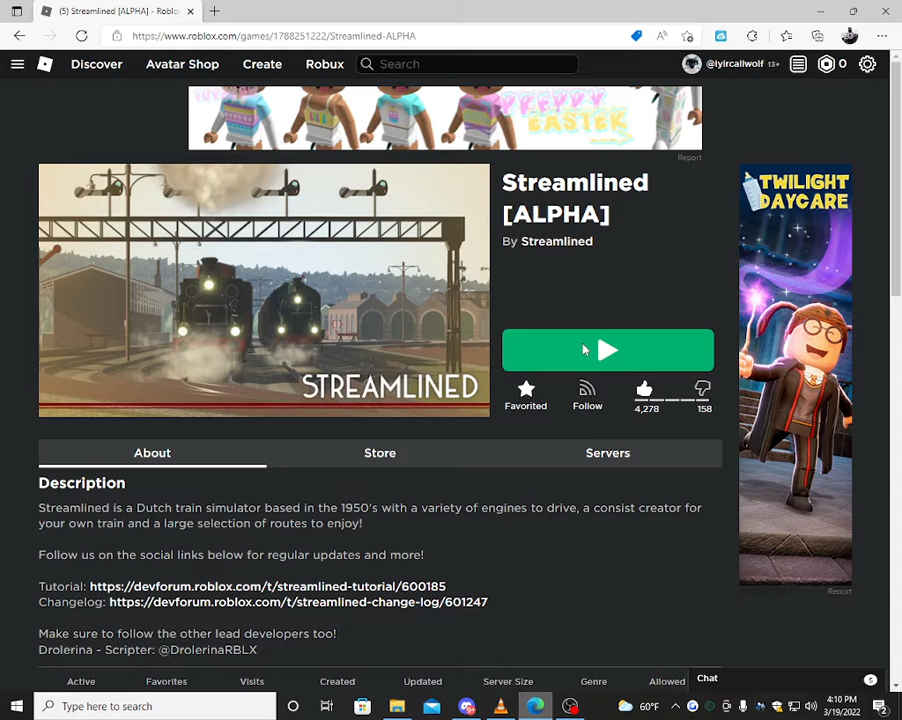 (5) Streamlined [ALPHA] - Roblox
https://www.roblox.com/games/1788251222/Streamlined-ALPHA
Discover
Avatar Shop
Create
Robux
Search
@lyircallwolf
13+
0
EASTER
Report
Streamlined
[ALPHA]
By Streamlined
STREAMLINED
TWILIGHT
DAYCARE
Favorited
Follow
4,278
158
About
Store
Servers
Description
Streamlined is a Dutch train simulator based in the 1950's with a variety of engines to drive, a consist creator for
your own train and a large selection of routes to enjoy!
Follow us on the social links below for regular updates and more!
Report
Tutorial: https://devforum.roblox.com/t/streamlined-tutorial/600185
Changelog: https://devforum.roblox.com/t/streamlined-change-log/601247
Make sure to follow the other lead developers too!
Drolerina - Scripter: @DrolerinaRBLX
Active
Favorites
Visits
Created
Updated
Server Size
Genre
Allowed
Chat
5
Type here to search
60°F
4:10 PM
3/19/2022
2